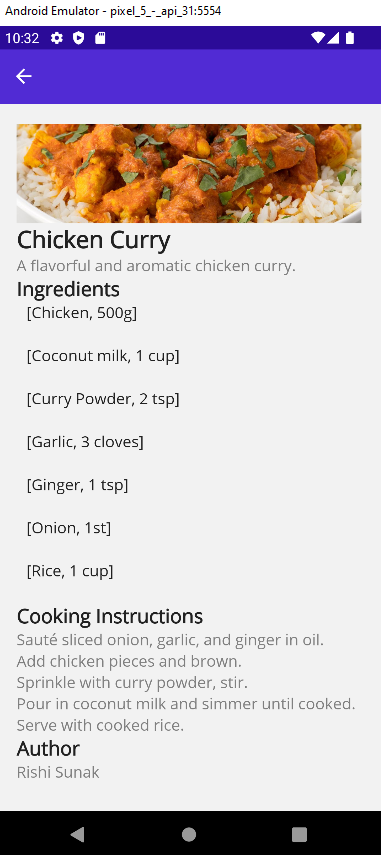 Android Emulator - pixel_5_-_api_31:5554
10:32
Chicken Curry
A flavorful and aromatic chicken curry.
Ingredients
[Chicken, 500g]
[Coconut milk, 1 cup]
[Curry Powder, 2 tsp]
[Garlic, 3 cloves]
[Ginger, 1 tsp]
[Onion, 1st]
[Rice, 1 cup]
Cooking Instructions
Sauté sliced onion, garlic, and ginger in oil.
Add chicken pieces and brown.
Sprinkle with curry powder, stir.
Pour in coconut milk and simmer until cooked.
Serve with cooked rice.
Author
Rishi Sunak